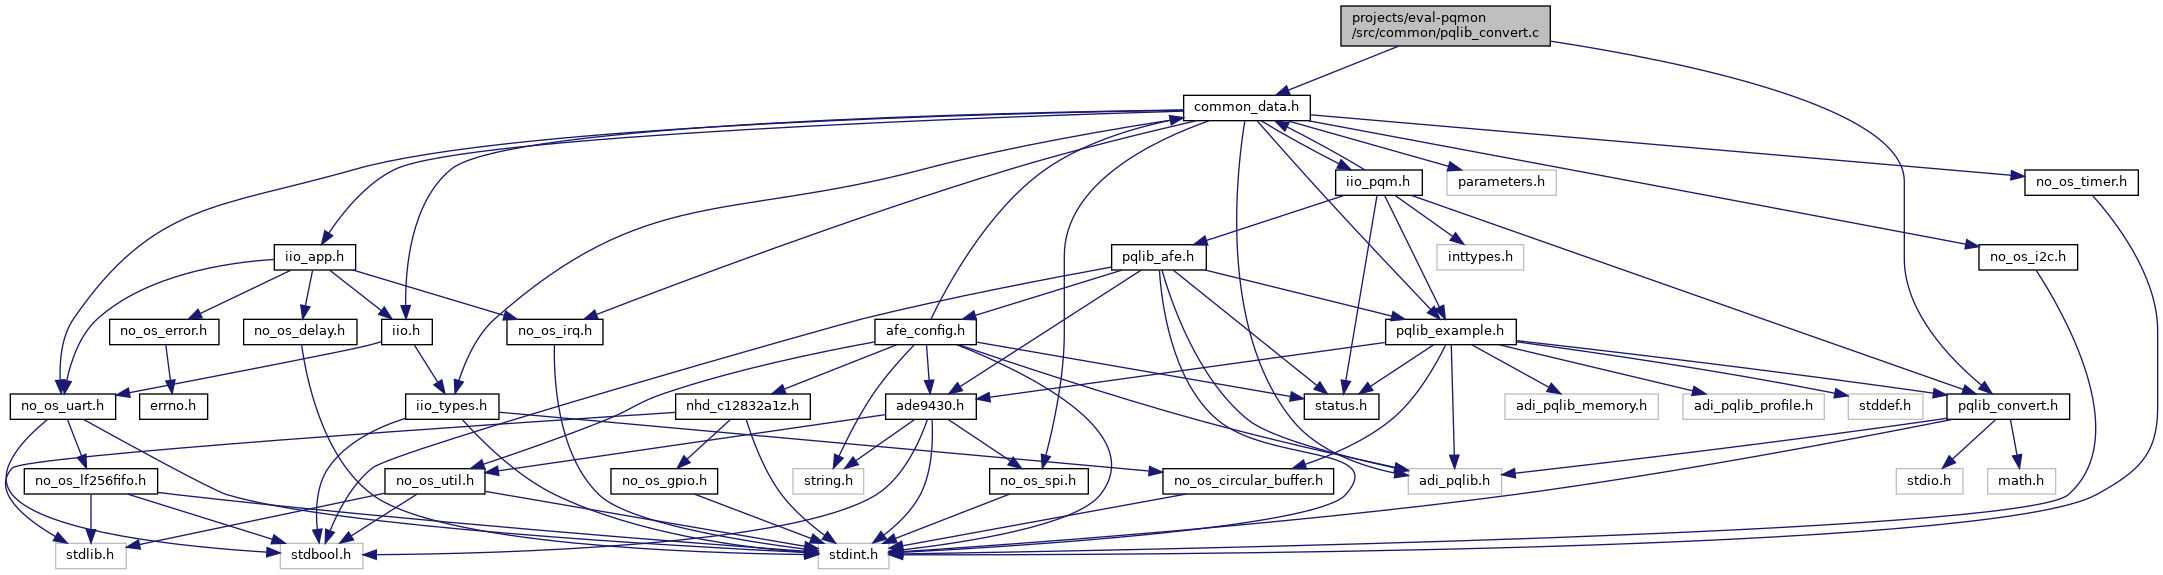 projects/eval-pqmon
/src/common/pqlib_convert.c
common_data.h
iio_pqm.h
parameters.h
no_os_timer.h
iio_app.h
pqlib_afe.h
inttypes.h
no_os_i2c.h
no_os_error.h
no_os_delay.h
iio.h
no_os_irq.h
afe_config.h
pqlib_example.h
no_os_uart.h
errno.h
iio_types.h
nhd_c12832a1z.h
ade9430.h
status.h
adi_pqlib_memory.h
adi_pqlib_profile.h
stddef.h
pqlib_convert.h
no_os_lf256fifo.h
no_os_util.h
no_os_gpio.h
string.h
no_os_spi.h
no_os_circular_buffer.h
adi_pqlib.h
stdio.h
math.h
stdlib.h
stdbool.h
stdint.h